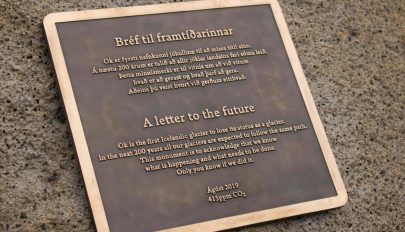 Bréf til framtíðarinnar
Ok er fyrsti nafnkunni jökullinn til að missa titil sinn.
Á næstu 200 árum er talið að allir jöklar landsins fari sömu leið.
Þetta minnismerki er til vitnis um að við vitum
hvað er að gerast og hvað þarf að gera.
Aðeins þú veist hvort við gerðum eitthvað.
A letter to the future
Ok is the first Icelandic glacier to lose its status as a glacier.
In the next 200 years all our glaciers are expected to follow the same path.
This monument is to acknowledge that we know
what is happening and what needs to be done.
Only you know if we did it.
Ágúst 2019
415ppm CO₂